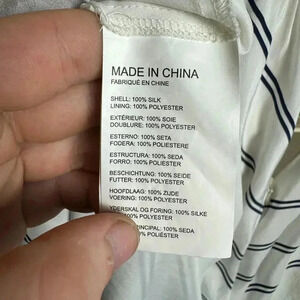 MADE IN CHINA
FABRIQUÉ EN CHINE
SHELL: 100% SILK
LINING: 100% POLYESTER
EXTÉRIEUR: 100% SOIE
DOUBLURE: 100% POLYESTER
ESTERNO: 100% SETA
FODERA: 100% POLIESTERE
ESTRUCTURA: 100% SEDA
FORRO: 100% POLIÉSTER
BESCHICHTUNG: 100% SEIDE
FUTTER: 100% POLYESTER
HOOFDLAAG: 100% ZIJDE
VOERING: 100% POLYESTER
YDERSKAL OG FORING: 100% SILKE
100% POLYESTER
PRINCIPAL: 100% SEDA
100% POLIÉSTER